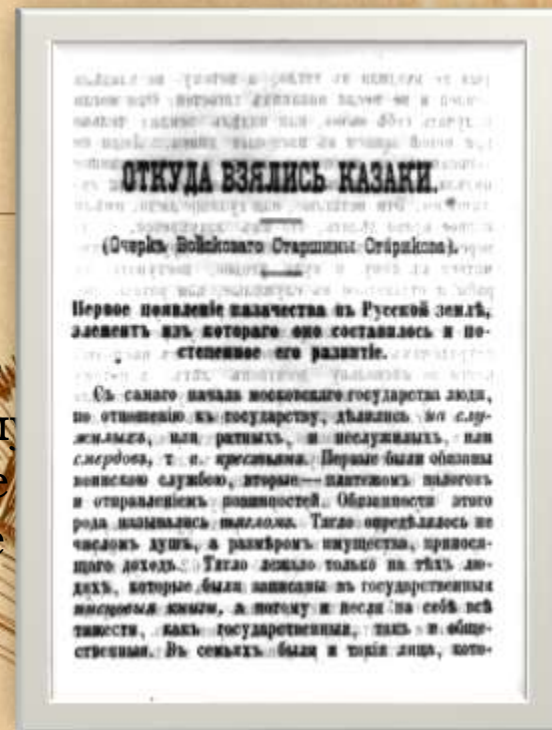 ОТКУДА ВЗЯЛИСЬ КАЗАКИ.
(Очеркъ Войсковаго Старшины Старикова).
Первое появленіе казачества въ Русской землѣ,
элементъ изъ котораго оно составилось и по-
степенное его развитіе.
Съ самаго начала московскаго государства люди,
по отношенію къ государству, дѣлились на слу-
жилыхъ, или ратныхъ, и неслужилыхъ, или
смердовъ, т е. крестьянъ. Первые были обязаны
воинскою службою, вторые — платежомъ налоговъ
и отправленіемъ повинностей. Обязанности этого
рода назывались тягломъ. Тягло опредѣлялось не
числомъ душъ, а размѣромъ имущества, принося-
щаго доходъ. Тягло лежало только на тѣхъ лю-
дяхъ, которые были записаны въ государственныя
писцовыя книги, а потому и несли на себѣ всѣ
тяжести, какъ государственныя, такъ и обще-
ственныя. Въ семьяхъ были и такія лица, кото-